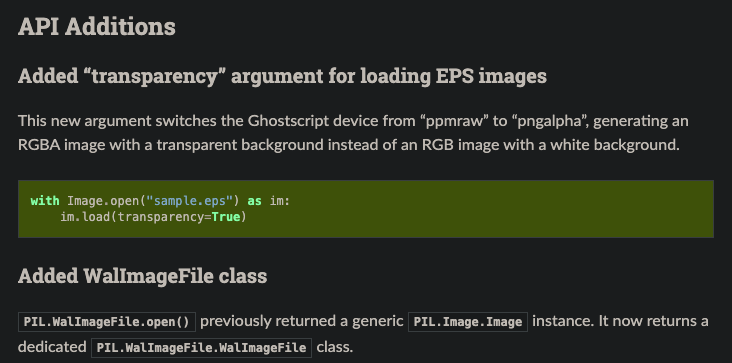 API Additions
Added “transparency” argument for loading EPS images
This new argument switches the Ghostscript device from “ppmraw” to “pngalpha”, generating an
RGBA image with a transparent background instead of an RGB image with a white background.
with Image.open("sample.eps") as im:
    im.load(transparency=True)
Added WalImageFile class
PIL.WalImageFile.open() previously returned a generic PIL.Image.Image instance. It now returns a
dedicated PIL.WalImageFile.WalImageFile class.